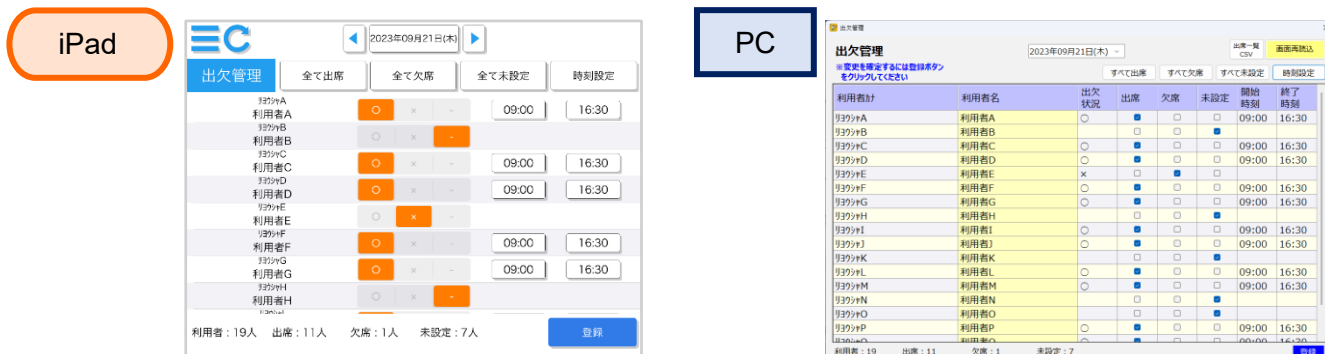 iPad
2023年09月21日(木)
出欠管理 全て出席 全て欠席 全て未設定 時刻設定
ﾘﾖｳｼｬA
利用者A ○ × - 09:00 16:30
ﾘﾖｳｼｬB
利用者B ○ × -
ﾘﾖｳｼｬC
利用者C ○ × - 09:00 16:30
ﾘﾖｳｼｬD
利用者D ○ × - 09:00 16:30
ﾘﾖｳｼｬE
利用者E ○ × -
ﾘﾖｳｼｬF
利用者F ○ × - 09:00 16:30
ﾘﾖｳｼｬG
利用者G ○ × - 09:00 16:30
ﾘﾖｳｼｬH
利用者H ○ × -
利用者：19人 出席：11人 欠席：1人 未設定：7人 登録
PC
出欠管理
出欠管理 2023年09月21日(木) 出席一覧
CSV 画面再読込
※変更を確定するには登録ボタン
をクリックしてください
すべて出席 すべて欠席 すべて未設定 時刻設定
利用者ｶﾅ 利用者名 出欠
状況 出席 欠席 未設定 開始
時刻 終了
時刻
ﾘﾖｳｼｬA 利用者A ○ 09:00 16:30
ﾘﾖｳｼｬB 利用者B
ﾘﾖｳｼｬC 利用者C ○ 09:00 16:30
ﾘﾖｳｼｬD 利用者D ○ 09:00 16:30
ﾘﾖｳｼｬE 利用者E ×
ﾘﾖｳｼｬF 利用者F ○ 09:00 16:30
ﾘﾖｳｼｬG 利用者G ○ 09:00 16:30
ﾘﾖｳｼｬH 利用者H
ﾘﾖｳｼｬI 利用者I ○ 09:00 16:30
ﾘﾖｳｼｬJ 利用者J ○ 09:00 16:30
ﾘﾖｳｼｬK 利用者K
ﾘﾖｳｼｬL 利用者L ○ 09:00 16:30
ﾘﾖｳｼｬM 利用者M ○ 09:00 16:30
ﾘﾖｳｼｬN 利用者N
ﾘﾖｳｼｬO 利用者O
ﾘﾖｳｼｬP 利用者P ○ 09:00 16:30
利用者：19 出席：11 欠席：1 未設定：7 登録